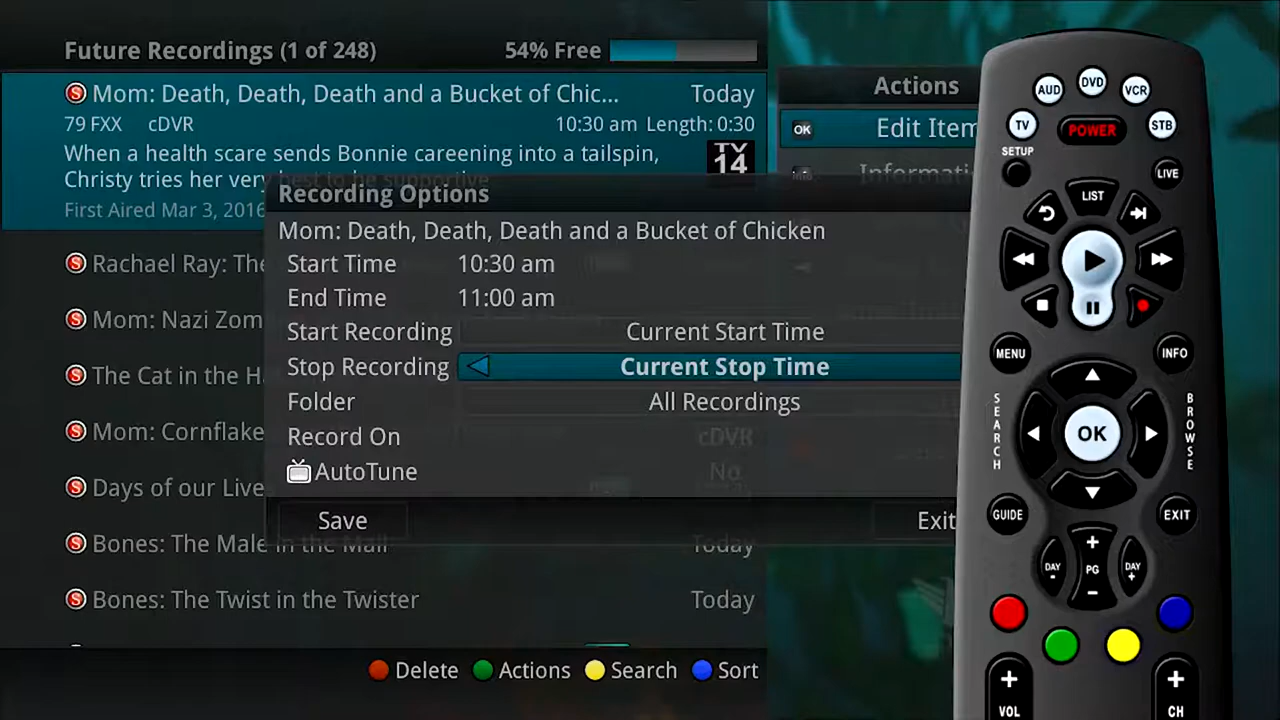 Future Recordings (1 of 248) 54% Free
S Mom: Death, Death, Death and a Bucket of Chic... Today
79 FXX cDVR 10:30 am Length: 0:30
When a health scare sends Bonnie careening into a tailspin,
Christy tries her very best to be supportive
TV
14
First Aired Mar 3, 2016
S Rachael Ray: The
S Mom: Nazi Zom
S The Cat in the H
S Mom: Cornflake
S Days of our Live
S Bones: The Male in the Mail Today
S Bones: The Twist in the Twister Today
Delete Actions Search Sort
Actions
OK Edit Item
Info Informati
Recording Options
Mom: Death, Death, Death and a Bucket of Chicken
Start Time 10:30 am
End Time 11:00 am
Start Recording Current Start Time
Stop Recording Current Stop Time
Folder All Recordings
Record On cDVR
AutoTune No
Save Exit
AUD DVD VCR
TV POWER STB
SETUP
LIVE
LIST
MENU INFO
SEARCH OK BROWSE
GUIDE EXIT
DAY - + PG - DAY +
+ +
VOL CH